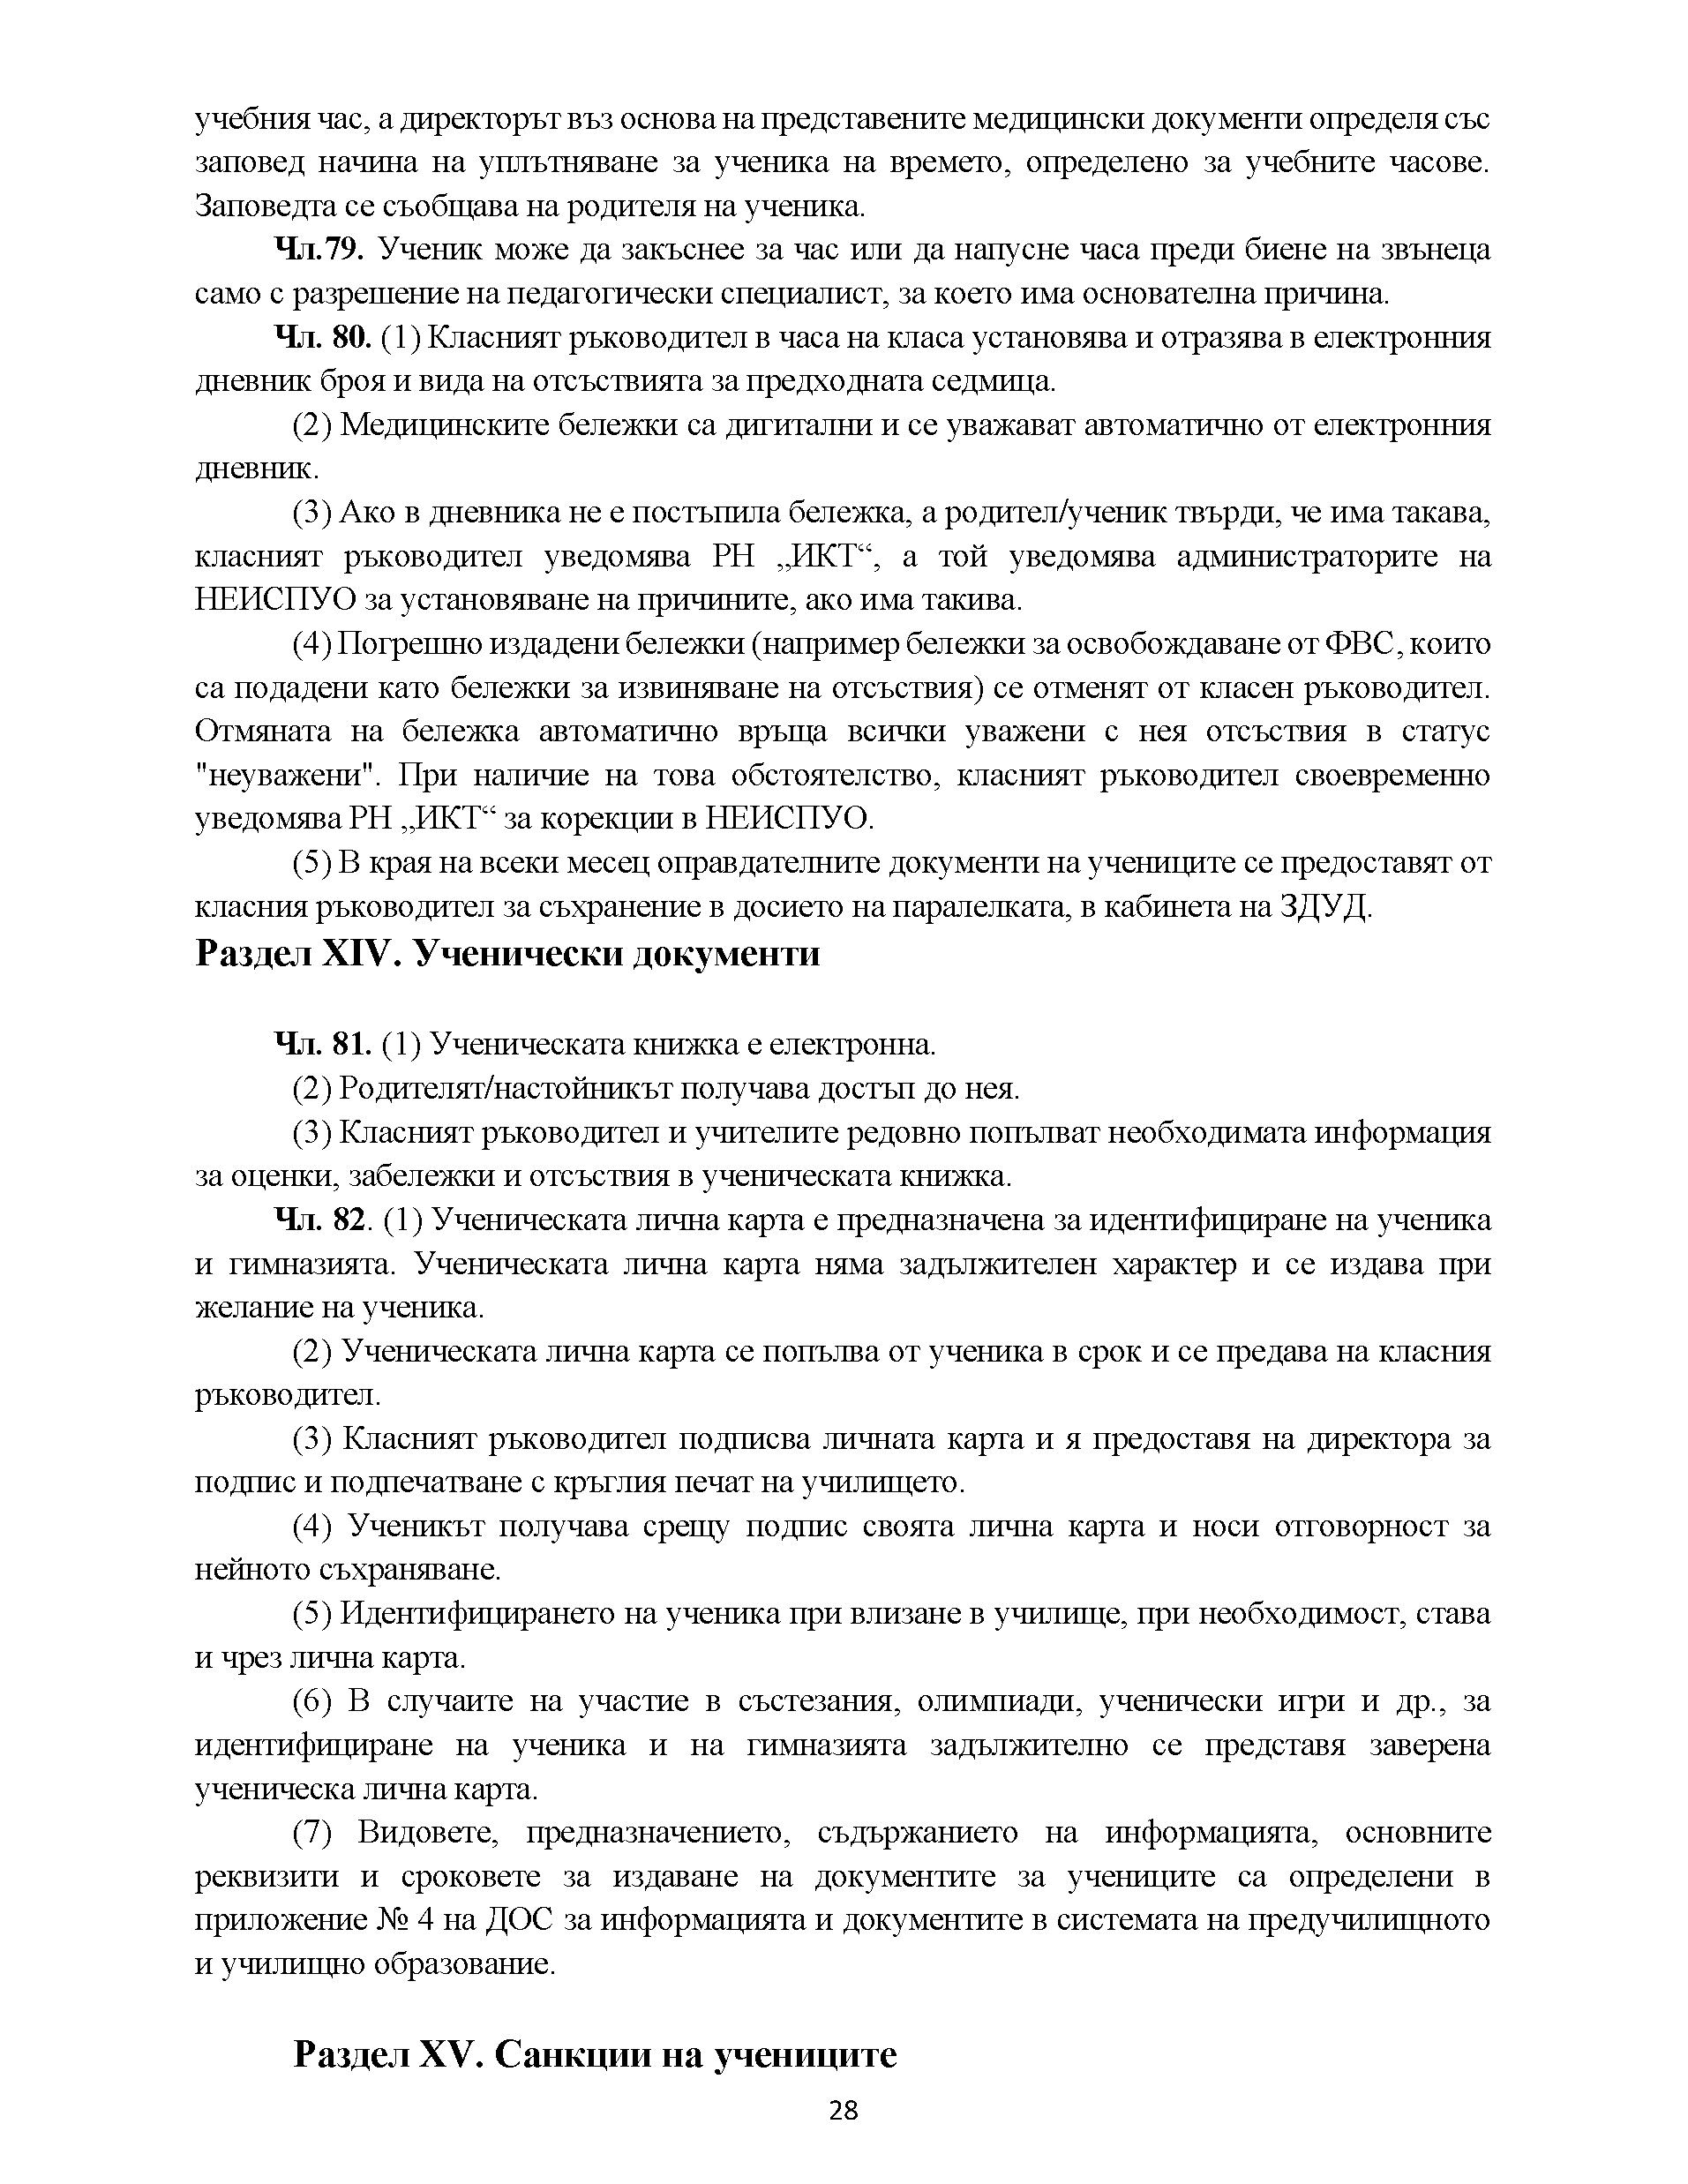 учебния час, а директорът въз основа на представените медицински документи определя със
заповед начина на уплътняване за ученика на времето, определено за учебните часове.
Заповедта се съобщава на родителя на ученика.
Чл.79. Ученик може да закъснее за час или да напусне часа преди биене на звънеца
само с разрешение на педагогически специалист, за което има основателна причина.
Чл. 80. (1) Класният ръководител в часа на класа установява и отразява в електронния
дневник броя и вида на отсъствията за предходната седмица.
(2) Медицинските бележки са дигитални и се уважават автоматично от електронния
дневник.
(3) Ако в дневника не е постъпила бележка, а родител/ученик твърди, че има такава,
класният ръководител уведомява РН „ИКТ“, а той уведомява администраторите на
НЕИСПУО за установяване на причините, ако има такива.
(4) Погрешно издадени бележки (например бележки за освобождаване от ФВС, които
са подадени като бележки за извиняване на отсъствия) се отменят от класен ръководител.
Отмяната на бележка автоматично връща всички уважени с нея отсъствия в статус
"неуважени". При наличие на това обстоятелство, класният ръководител своевременно
уведомява РН „ИКТ“ за корекции в НЕИСПУО.
(5) В края на всеки месец оправдателните документи на учениците се предоставят от
класния ръководител за съхранение в досието на паралелката, в кабинета на ЗДУД.
Раздел XIV. Ученически документи
Чл. 81. (1) Ученическата книжка е електронна.
(2) Родителят/настойникът получава достъп до нея.
(3) Класният ръководител и учителите редовно попълват необходимата информация
за оценки, забележки и отсъствия в ученическата книжка.
Чл. 82. (1) Ученическата лична карта е предназначена за идентифициране на ученика
и гимназията. Ученическата лична карта няма задължителен характер и се издава при
желание на ученика.
(2) Ученическата лична карта се попълва от ученика в срок и се предава на класния
ръководител.
(3) Класният ръководител подписва личната карта и я предоставя на директора за
подпис и подпечатване с кръглия печат на училището.
(4) Ученикът получава срещу подпис своята лична карта и носи отговорност за
нейното съхраняване.
(5) Идентифицирането на ученика при влизане в училище, при необходимост, става
и чрез лична карта.
(6) В случаите на участие в състезания, олимпиади, ученически игри и др., за
идентифициране на ученика и на гимназията задължително се представя заверена
ученическа лична карта.
(7) Видовете, предназначението, съдържанието на информацията, основните
реквизити и сроковете за издаване на документите за учениците са определени в
приложение № 4 на ДОС за информацията и документите в системата на предучилищното
и училищно образование.
Раздел XV. Санкции на учениците
28